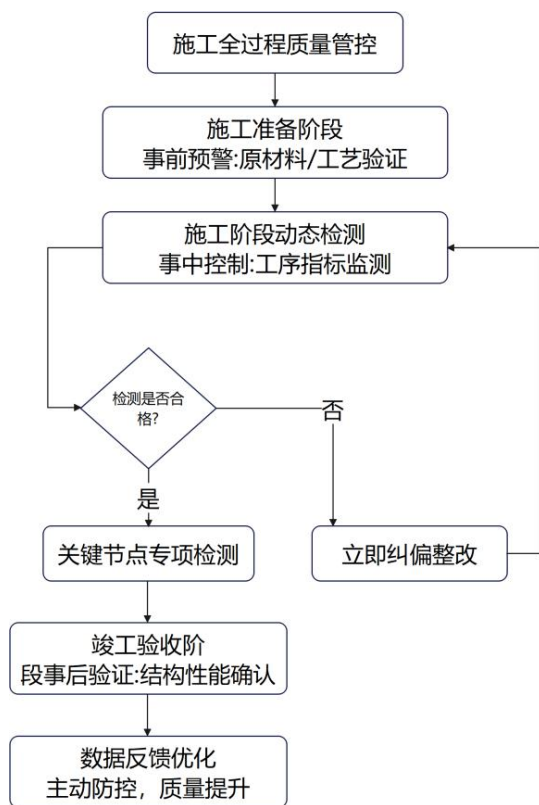 施工全过程质量管控
施工准备阶段
事前预警:原材料/工艺验证
施工阶段动态检测
事中控制:工序指标监测
检测是否合
格?
否
是
关键节点专项检测
立即纠偏整改
竣工验收阶
段事后验证:结构性能确认
数据反馈优化
主动防控，质量提升